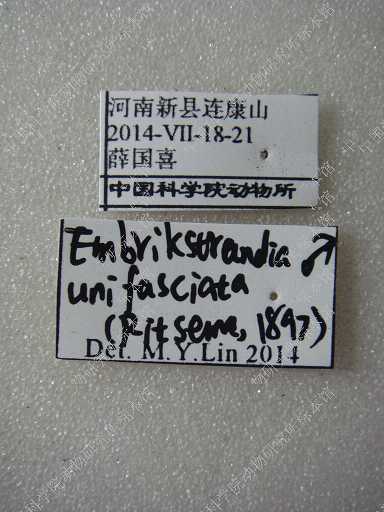 河南新县连康山
2014-VII-18-21
薛国喜
中国科学院动物所
Embrikstrandia ♂
unifasciata
(Ritsema, 1897)
Det. M.Y.Lin 2014